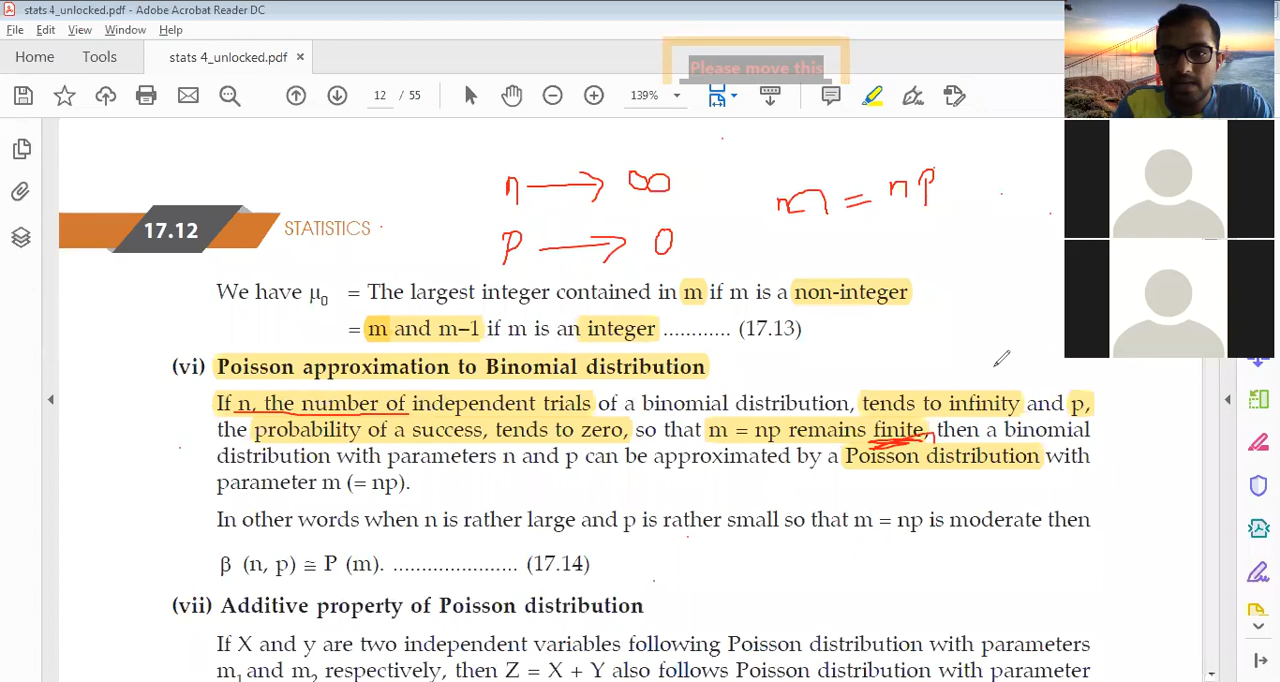 stats 4_unlocked.pdf - Adobe Acrobat Reader DC
File Edit View Window Help
Home Tools stats 4_unlocked.pdf ×
Please move this
12 / 55 139%
n → ∞
m = np
p → 0
17.12 STATISTICS
We have μ0 = The largest integer contained in m if m is a non-integer
= m and m–1 if m is an integer ............ (17.13)
(vi) Poisson approximation to Binomial distribution
If n, the number of independent trials of a binomial distribution, tends to infinity and p,
the probability of a success, tends to zero, so that m = np remains finite, then a binomial
distribution with parameters n and p can be approximated by a Poisson distribution with
parameter m (= np).
In other words when n is rather large and p is rather small so that m = np is moderate then
β (n, p) ≅ P (m). ...................... (17.14)
(vii) Additive property of Poisson distribution
If X and y are two independent variables following Poisson distribution with parameters
m1 and m2 respectively, then Z = X + Y also follows Poisson distribution with parameter